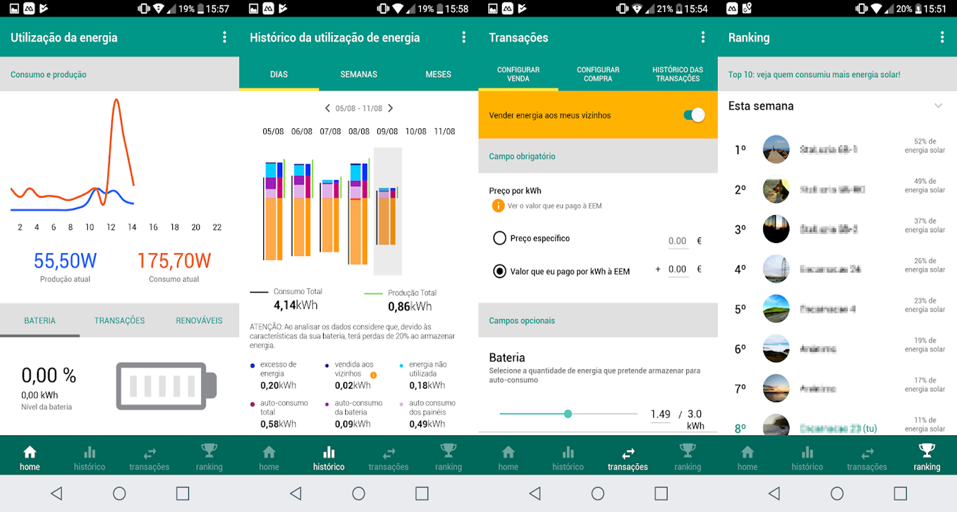 19% 15:57
Utilização da energia
Consumo e produção
2 4 6 8 10 12 14 16 18 20 22
55,50W 175,70W
Produção atual Consumo atual
BATERIA TRANSAÇÕES RENOVÁVEIS
0,00 %
0,00 kWh
Nível da bateria
home histórico transações ranking
19% 15:58
Histórico da utilização de energia
DIAS SEMANAS MESES
05/08 - 11/08
05/08 06/08 07/08 08/08 09/08 10/08 11/08
Consumo Total Produção Total
4,14kWh 0,86kWh
ATENÇÃO: Ao analisar os dados considere que, devido às
características da sua bateria, terá perdas de 20% ao armazenar
energia.
excesso de energia
0,20kWh
vendida aos vizinhos
0,02kWh
energia não utilizada
0,18kWh
auto-consumo total
0,58kWh
auto-consumo da bateria
0,09kWh
auto consumo dos painéis
0,49kWh
home histórico transações ranking
21% 15:54
Transações
CONFIGURAR VENDA
CONFIGURAR COMPRA
HISTÓRICO DAS TRANSAÇÕES
Vender energia aos meus vizinhos
Campo obrigatório
Preço por kWh
Ver o valor que eu pago à EEM
Preço específico 0.00 €
Valor que eu pago por kWh à EEM + 0.00 €
Campos opcionais
Bateria
Selecione a quantidade de energia que pretende armazenar para
auto-consumo
1.49 / 3.0
kWh
home histórico transações ranking
20% 15:51
Ranking
Top 10: veja quem consumiu mais energia solar!
Esta semana
1º 52% de energia solar
2º 49% de energia solar
3º 37% de energia solar
4º 26% de energia solar
5º 23% de energia solar
6º 19% de energia solar
7º 17% de energia solar
8º (tu) 11% de energia solar
home histórico transações ranking